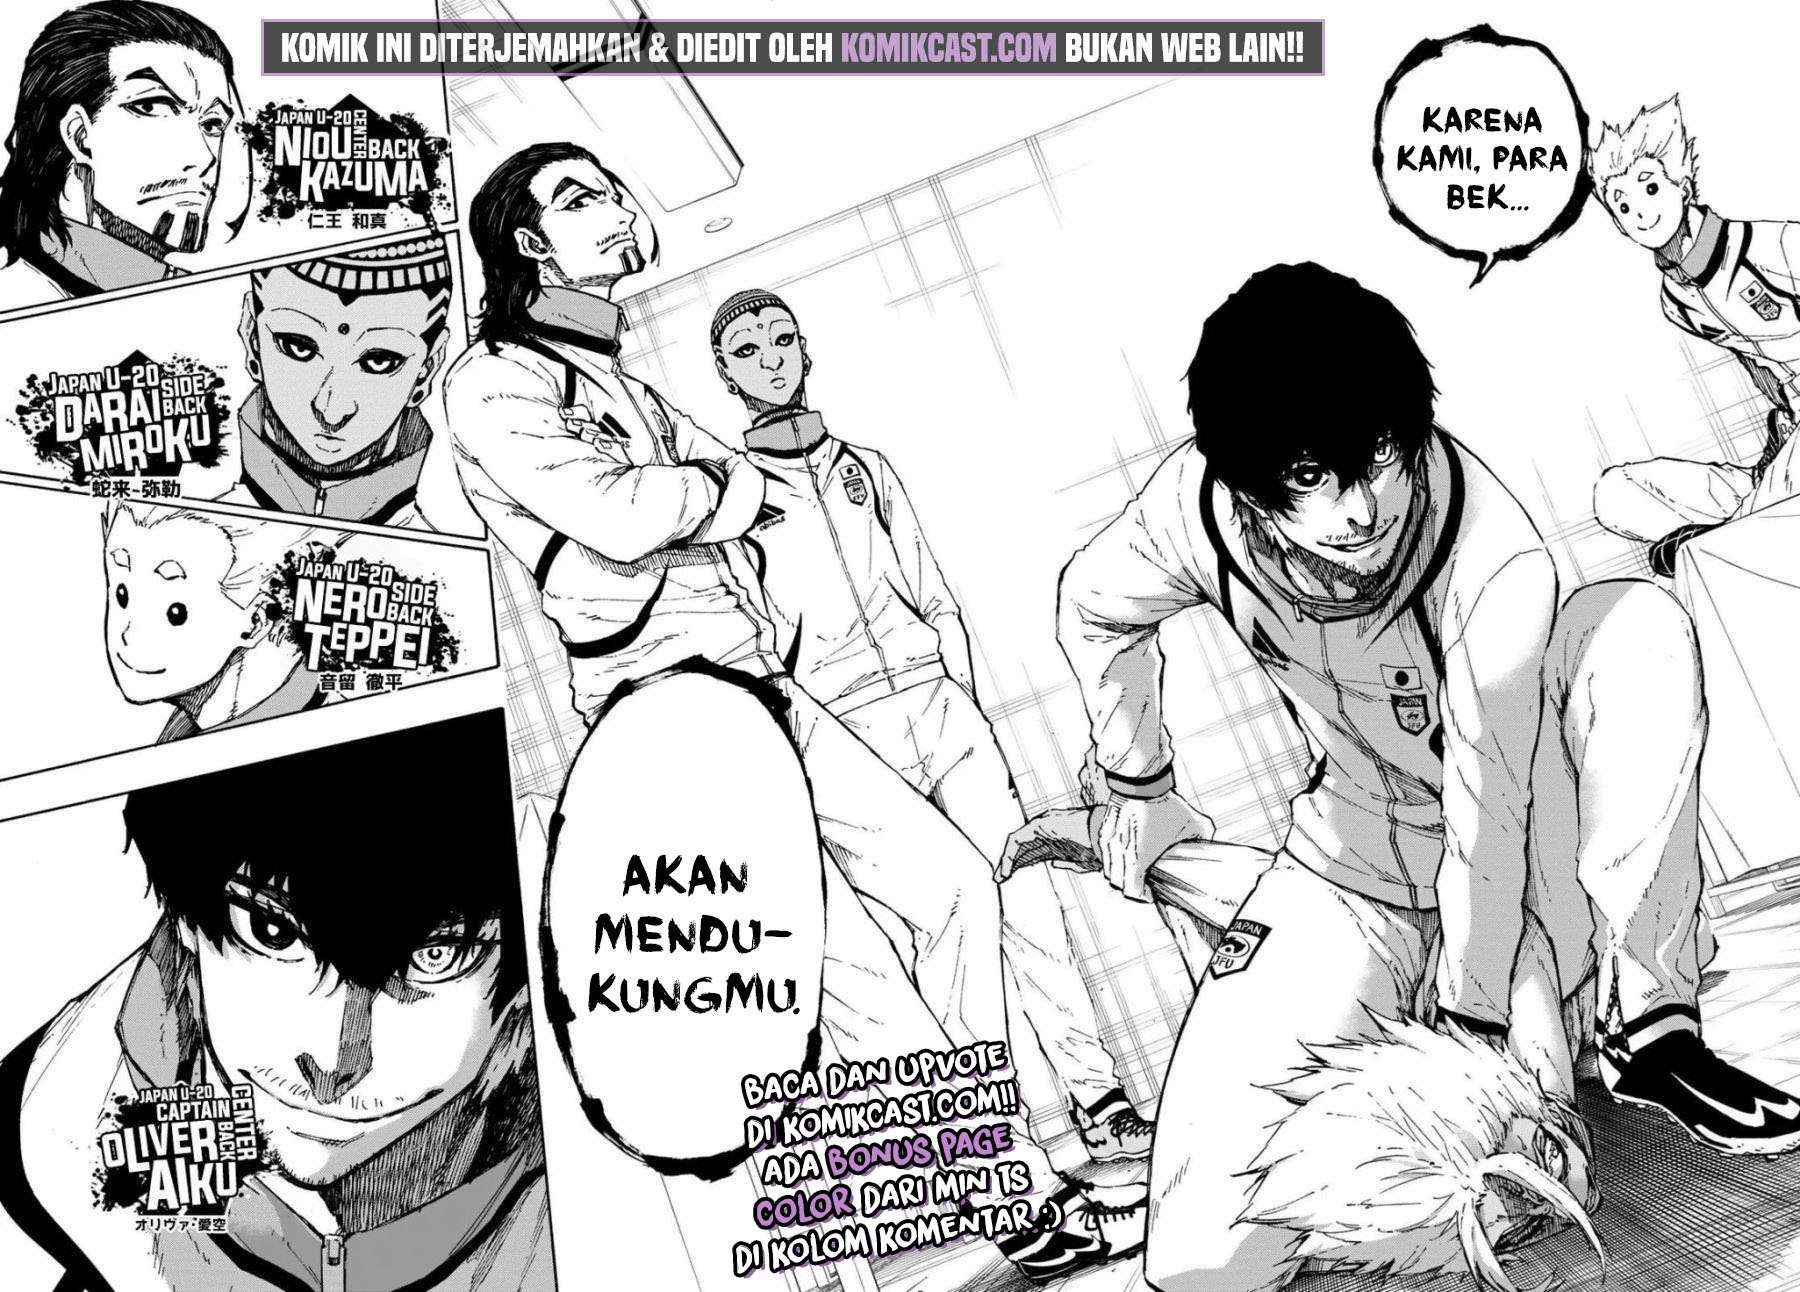 KOMIK INI DITERJEMAHKAN & DIEDIT OLEH KOMIKCAST.COM BUKAN WEB LAIN!!
KARENA
KAMI, PARA
BEK...
JAPAN U-20
CENTER BACK
NIOU
KAZUMA
仁王 和真
JAPAN U-20
SIDE BACK
DARAI
MIROKU
蛇来 弥勒
JAPAN U-20
SIDE BACK
NERO
TEPPEI
音留 徹平
JAPAN U-20
CAPTAIN
CENTER BACK
OLIVER
AIKU
オリヴァ・愛空
AKAN
MENDU-
KUNGMU.
JAPAN
JFU
JAPAN
JFU
BACA DAN UPVOTE
DI KOMIKCAST.COM!!
ADA BONUS PAGE
COLOR DARI MIN TS
DI KOLOM KOMENTAR :)